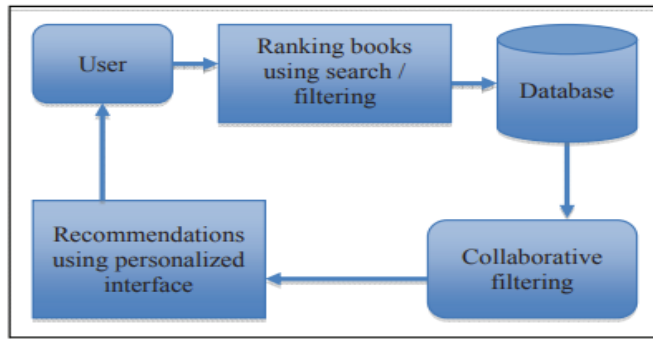 User
Ranking books
using search /
filtering
Database
Recommendations
using personalized
interface
Collaborative
filtering